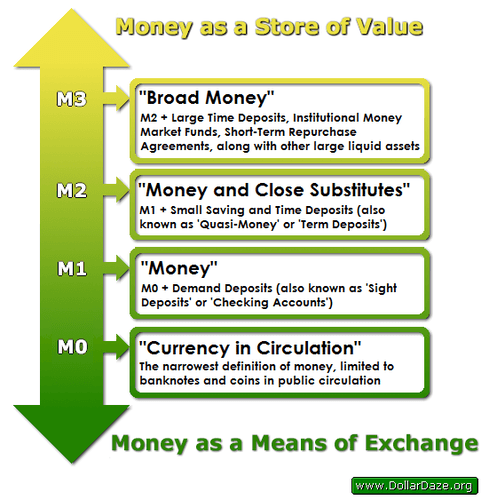 Money as a Store of Value
M3
"Broad Money"
M2 + Large Time Deposits, Institutional Money
Market Funds, Short-Term Repurchase
Agreements, along with other large liquid assets
M2
"Money and Close Substitutes"
M1 + Small Saving and Time Deposits (also
known as 'Quasi-Money' or 'Term Deposits')
M1
"Money"
M0 + Demand Deposits (also known as 'Sight
Deposits' or 'Checking Accounts')
M0
"Currency in Circulation"
The narrowest definition of money, limited to
banknotes and coins in public circulation
Money as a Means of Exchange
www.DollarDaze.org